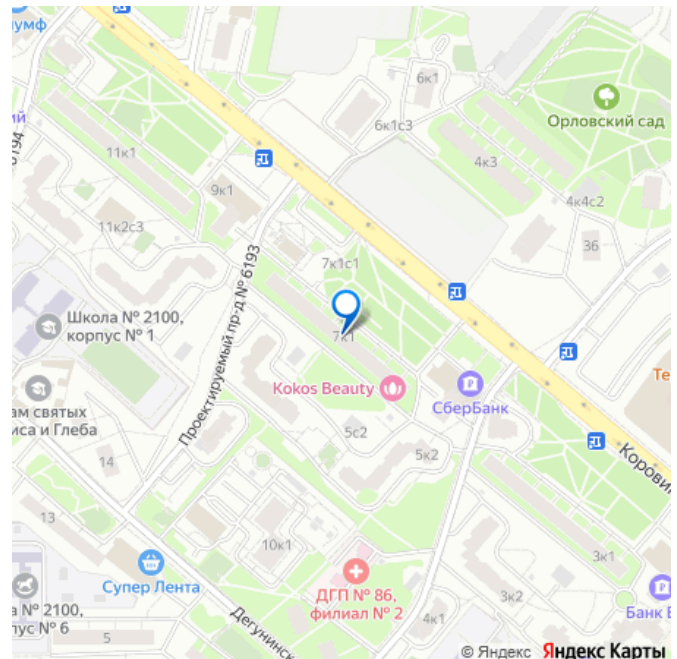 умф
6к1
Орловский сад
6к1с3
11к1
4к3
6194
9к1
4к4с2
11к2с3
36
7к1с1
Проектируемый пр-д № 6193
Школа № 2100,
корпус № 1
7к1
Kokos Beauty
СберБанк
Те
ам святых
иса и Глеба
5с2
5к2
Коровин
14
13
10к1
3к1
Супер Лента
ДГП № 86,
филиал № 2
3к2
а № 2100,
пус № 6
4к1
Банк В
5
Дегунинск
© Яндекс Яндекс Карты